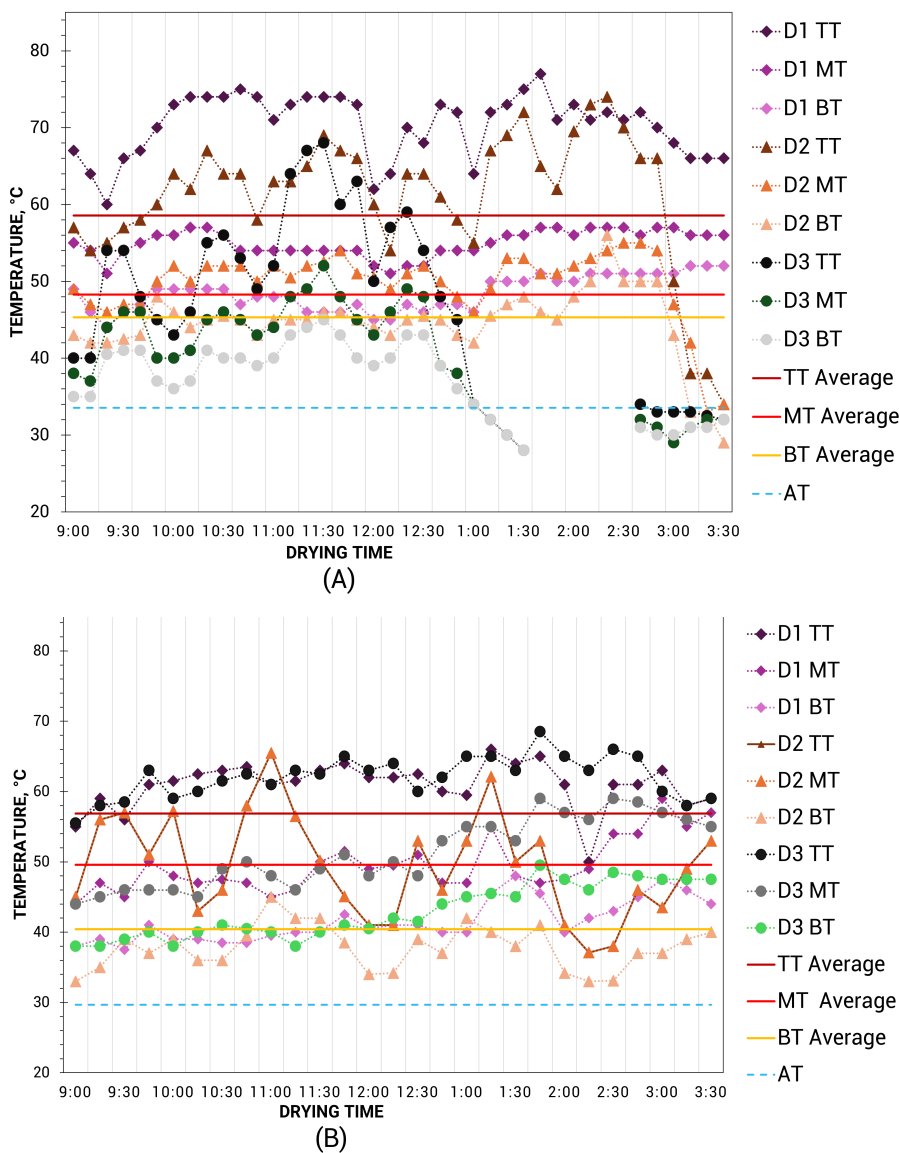 80
70
60
50
40
30
20
TEMPERATURE, °C
9:00 9:30 10:00 10:30 11:00 11:30 12:00 12:30 1:00 1:30 2:00 2:30 3:00 3:30
DRYING TIME
(A)
D1 TT
D1 MT
D1 BT
D2 TT
D2 MT
D2 BT
D3 TT
D3 MT
D3 BT
TT Average
MT Average
BT Average
AT
80
70
60
50
40
30
20
TEMPERATURE, °C
9:00 9:30 10:00 10:30 11:00 11:30 12:00 12:30 1:00 1:30 2:00 2:30 3:00 3:30
DRYING TIME
(B)
D1 TT
D1 MT
D1 BT
D2 TT
D2 MT
D2 BT
D3 TT
D3 MT
D3 BT
TT Average
MT Average
BT Average
AT